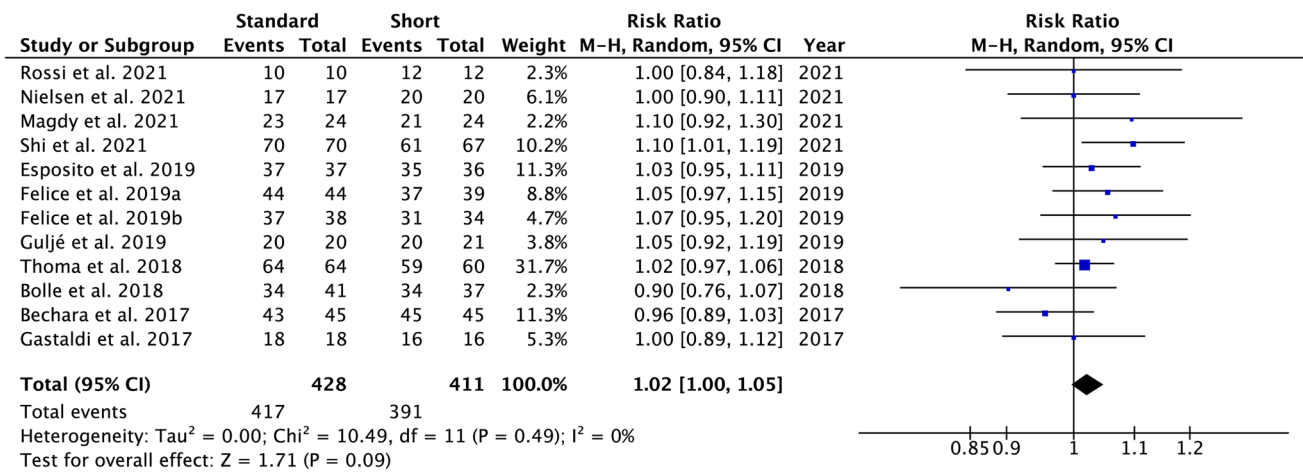 Standard Short Risk Ratio Risk Ratio
Study or Subgroup Events Total Events Total Weight M-H, Random, 95% CI Year M-H, Random, 95% CI
Rossi et al. 2021 10 10 12 12 2.3% 1.00 [0.84, 1.18] 2021
Nielsen et al. 2021 17 17 20 20 6.1% 1.00 [0.90, 1.11] 2021
Magdy et al. 2021 23 24 21 24 2.2% 1.10 [0.92, 1.30] 2021
Shi et al. 2021 70 70 61 67 10.2% 1.10 [1.01, 1.19] 2021
Esposito et al. 2019 37 37 35 36 11.3% 1.03 [0.95, 1.11] 2019
Felice et al. 2019a 44 44 37 39 8.8% 1.05 [0.97, 1.15] 2019
Felice et al. 2019b 37 38 31 34 4.7% 1.07 [0.95, 1.20] 2019
Guljé et al. 2019 20 20 20 21 3.8% 1.05 [0.92, 1.19] 2019
Thoma et al. 2018 64 64 59 60 31.7% 1.02 [0.97, 1.06] 2018
Bolle et al. 2018 34 41 34 37 2.3% 0.90 [0.76, 1.07] 2018
Bechara et al. 2017 43 45 45 45 11.3% 0.96 [0.89, 1.03] 2017
Gastaldi et al. 2017 18 18 16 16 5.3% 1.00 [0.89, 1.12] 2017
Total (95% CI) 428 411 100.0% 1.02 [1.00, 1.05]
Total events 417 391
Heterogeneity: Tau² = 0.00; Chi² = 10.49, df = 11 (P = 0.49); I² = 0%
Test for overall effect: Z = 1.71 (P = 0.09)
0.85 0.9 1 1.1 1.2